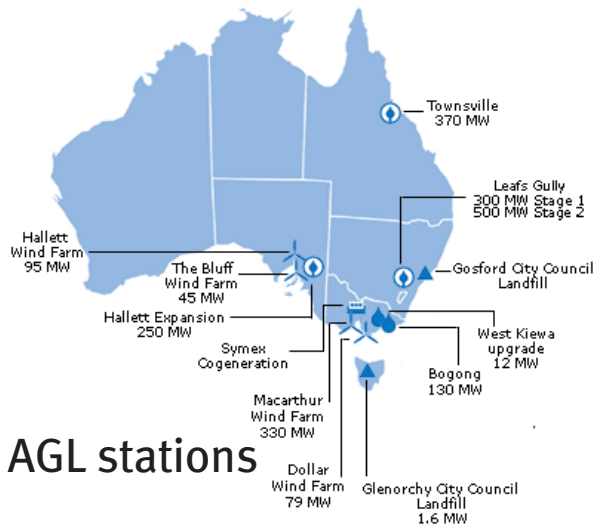 Townsville
370 MW
Leafs Gully
300 MW Stage 1
500 MW Stage 2
Hallett
Wind Farm
95 MW
The Bluff
Wind Farm
45 MW
Gosford City Council
Landfill
Hallett Expansion
250 MW
Symex
Cogeneration
West Kiewa
upgrade
12 MW
Bogong
130 MW
Macarthur
Wind Farm
330 MW
AGL stations
Dollar
Wind Farm
79 MW
Glenorchy City Council
Landfill
1.6 MW